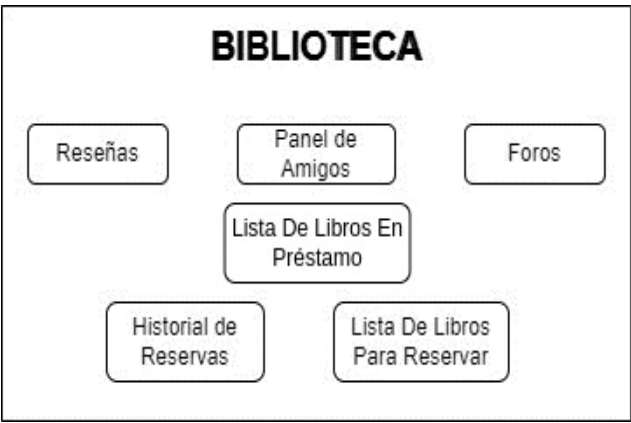 BIBLIOTECA
Reseñas
Panel de
Amigos
Foros
Lista De Libros En
Préstamo
Historial de
Reservas
Lista De Libros
Para Reservar